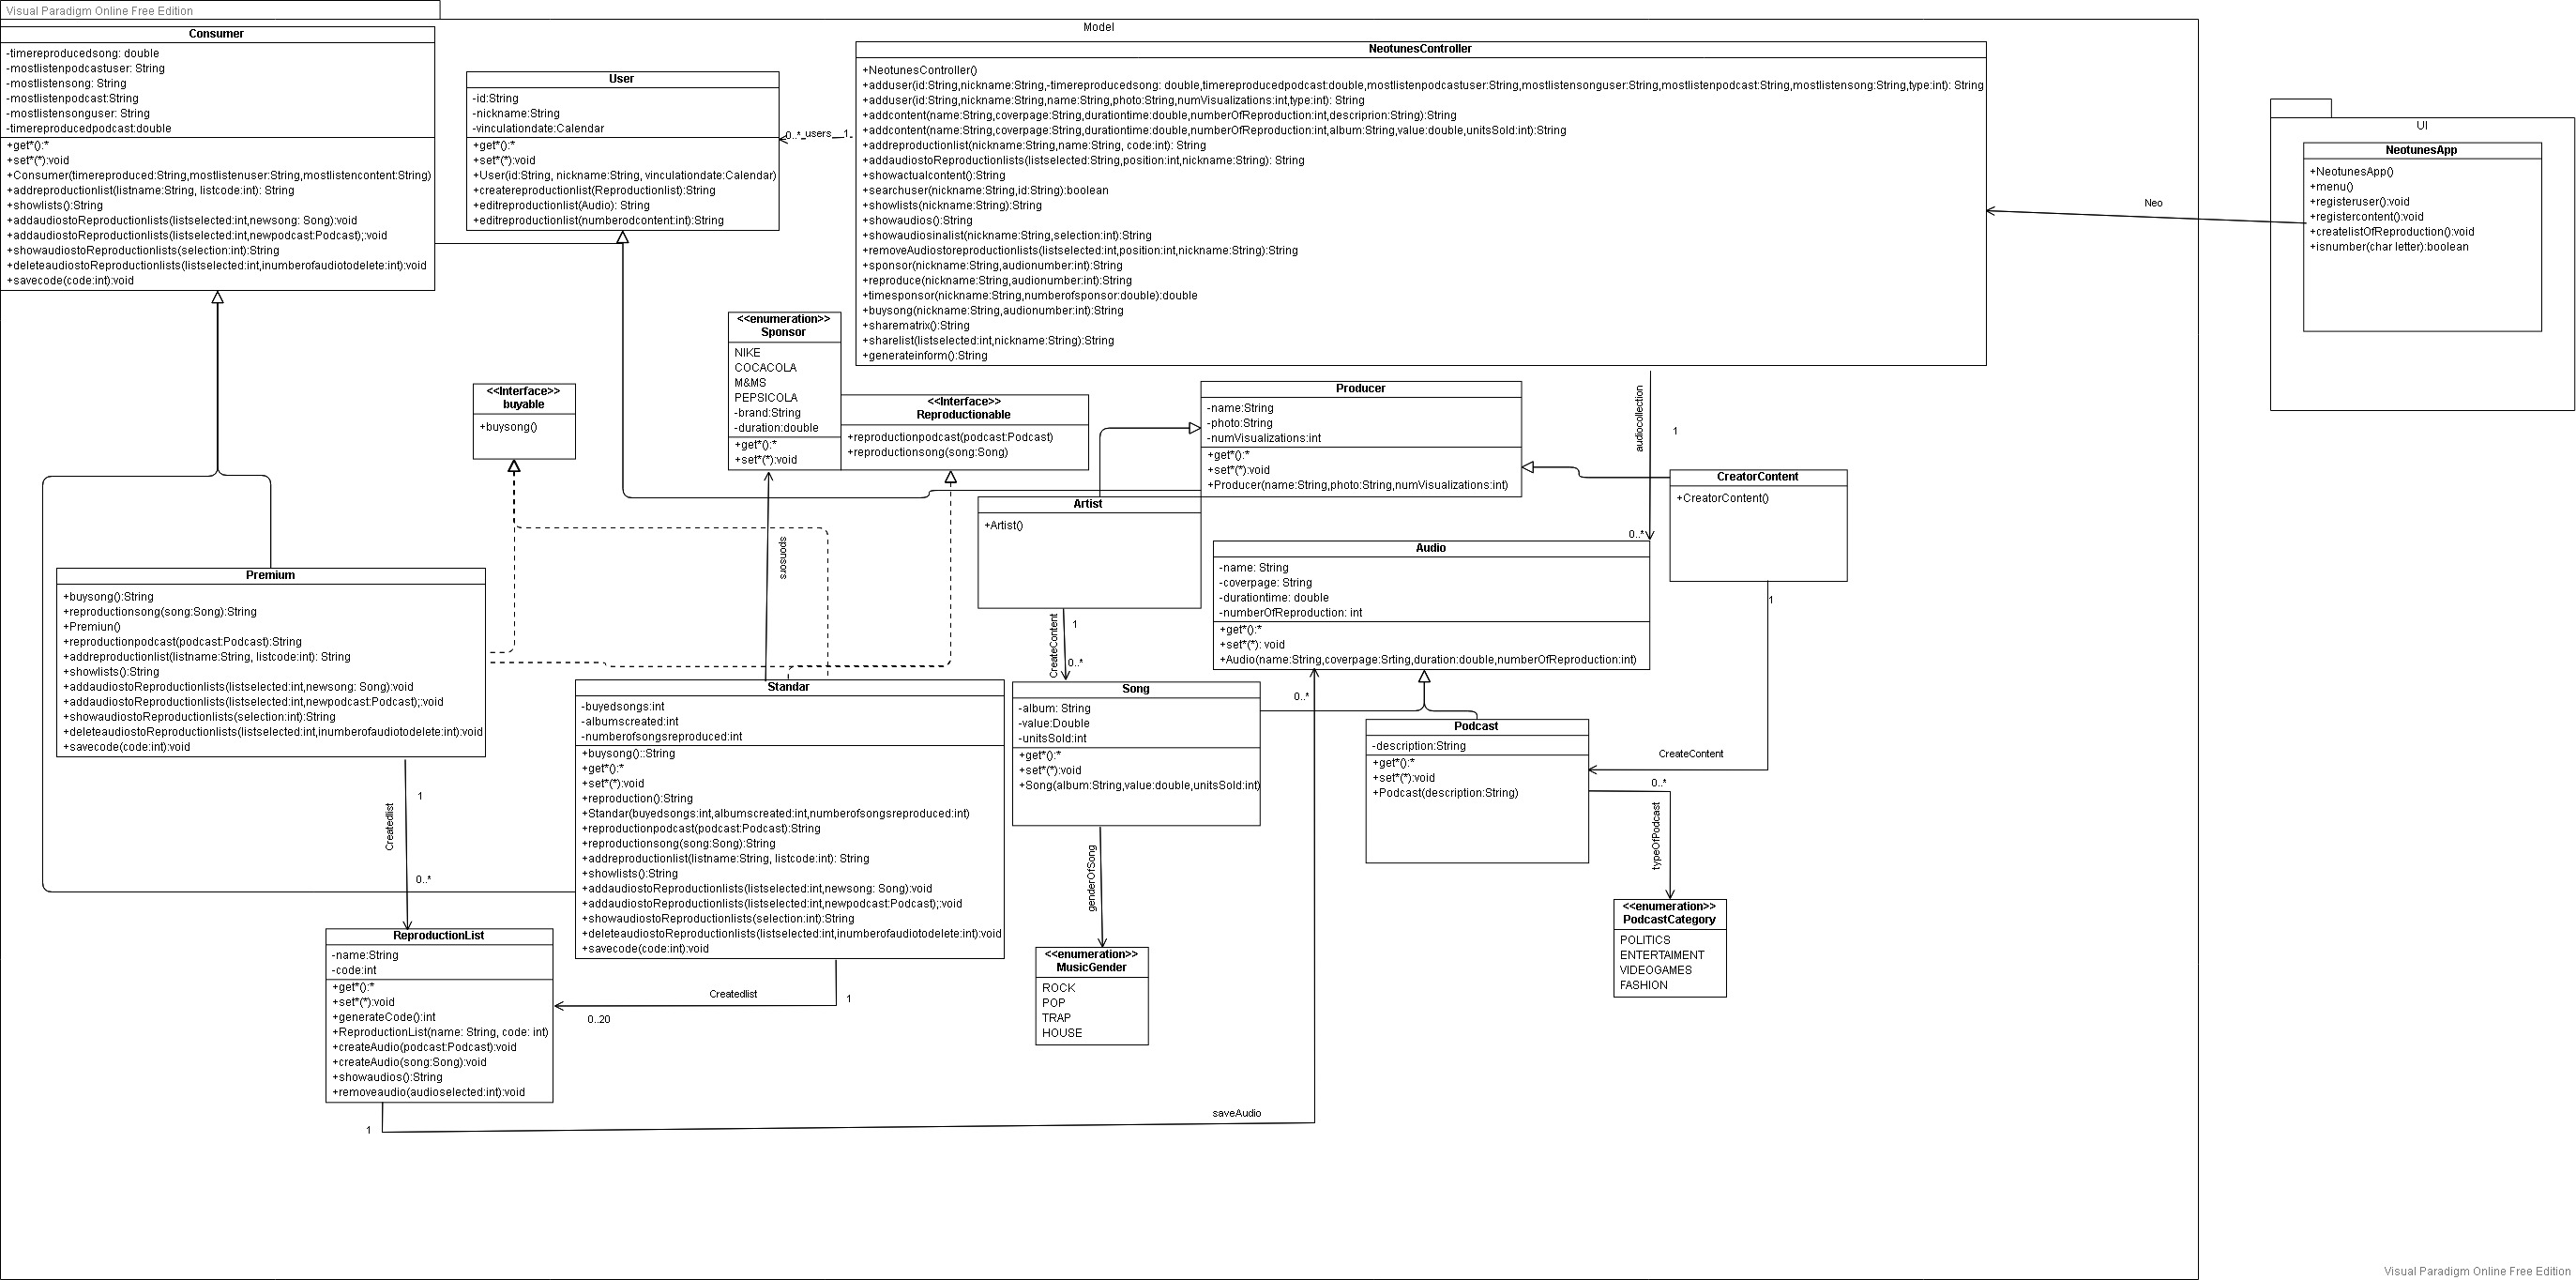 Visual Paradigm Online Free Edition
Model
Consumer
-timereproducedsong: double
-mostlistenpodcastuser: String
-mostlistensong: String
-mostlistenpodcast:String
-mostlistensonguser: String
-timereproducedpodcast:double
+get*():*
+set*(*):void
+Consumer(timereproduced:String,mostlistenuser:String,mostlistencontent:String)
+addreproductionlist(listname:String, listcode:int): String
+showlists():String
+addaudiostoReproductionlists(listselected:int,newsong: Song):void
+addaudiostoReproductionlists(listselected:int,newpodcast:Podcast);:void
+showaudiostoReproductionlists(selection:int):String
+deleteaudiostoReproductionlists(listselected:int,inumberofaudiotodelete:int):void
+savecode(code:int):void
User
-id:String
-nickname:String
-vinculationdate:Calendar
+get*():*
+set*(*):void
+User(id:String, nickname:String, vinculationdate:Calendar)
+createreproductionlist(Reproductionlist):String
+editreproductionlist(Audio): String
+editreproductionlist(numberodcontent:int):String
0..*
users
1
NeotunesController
+NeotunesController()
+adduser(id:String,nickname:String,-timereproducedsong: double,timereproducedpodcast:double,mostlistenpodcastuser:String,mostlistensonguser:String,mostlistenpodcast:String,mostlistensong:String,type:int): String
+adduser(id:String,nickname:String,name:String,photo:String,numVisualizations:int,type:int): String
+addcontent(name:String,coverpage:String,durationtime:double,numberOfReproduction:int,descriprion:String):String
+addcontent(name:String,coverpage:String,durationtime:double,numberOfReproduction:int,album:String,value:double,unitsSold:int):String
+addreproductionlist(nickname:String,name:String, code:int): String
+addaudiostoReproductionlists(listselected:String,position:int,nickname:String): String
+showactualcontent():String
+searchuser(nickname:String,id:String):boolean
+showlists(nickname:String):String
+showaudios():String
+showaudiosinalist(nickname:String,selection:int):String
+removeAudiostoreproductionlists(listselected:int,position:int,nickname:String):String
+sponsor(nickname:String,audionumber:int):String
+reproduce(nickname:String,audionumber:int):String
+timesponsor(nickname:String,numberofsponsor:double):double
+buysong(nickname:String,audionumber:int):String
+sharematrix():String
+sharelist(listselected:int,nickname:String):String
+generateinform():String
Neo
UI
NeotunesApp
+NeotunesApp()
+menu()
+registeruser():void
+registercontent():void
+createlistOfReproduction():void
+isnumber(char letter):boolean
<<enumeration>>
Sponsor
NIKE
COCACOLA
M&MS
PEPSICOLA
-brand:String
-duration:double
+get*():*
+set*(*):void
<<Interface>>
buyable
+buysong()
<<Interface>>
Reproductionable
+reproductionpodcast(podcast:Podcast)
+reproductionsong(song:Song)
Producer
-name:String
-photo:String
-numVisualizations:int
+get*():*
+set*(*):void
+Producer(name:String,photo:String,numVisualizations:int)
audiocollection
1
0..*
CreatorContent
+CreatorContent()
1
Artist
+Artist()
CreateContent
1
0..*
sponsors
Audio
-name: String
-coverpage: String
-durationtime: double
-numberOfReproduction: int
+get*():*
+set*(*): void
+Audio(name:String,coverpage:Srting,duration:double,numberOfReproduction:int)
0..*
Premium
+buysong():String
+reproductionsong(song:Song):String
+Premiun()
+reproductionpodcast(podcast:Podcast):String
+addreproductionlist(listname:String, listcode:int): String
+showlists():String
+addaudiostoReproductionlists(listselected:int,newsong: Song):void
+addaudiostoReproductionlists(listselected:int,newpodcast:Podcast);:void
+showaudiostoReproductionlists(selection:int):String
+deleteaudiostoReproductionlists(listselected:int,inumberofaudiotodelete:int):void
+savecode(code:int):void
Createdlist
1
0..*
Standar
-buyedsongs:int
-albumscreated:int
-numberofsongsreproduced:int
+buysong()::String
+get*():*
+set*(*):void
+reproduction():String
+Standar(buyedsongs:int,albumscreated:int,numberofsongsreproduced:int)
+reproductionpodcast(podcast:Podcast):String
+reproductionsong(song:Song):String
+addreproductionlist(listname:String, listcode:int): String
+showlists():String
+addaudiostoReproductionlists(listselected:int,newsong: Song):void
+addaudiostoReproductionlists(listselected:int,newpodcast:Podcast);:void
+showaudiostoReproductionlists(selection:int):String
+deleteaudiostoReproductionlists(listselected:int,inumberofaudiotodelete:int):void
+savecode(code:int):void
Createdlist
1
0..20
Song
-album: String
-value:Double
-unitsSold:int
+get*():*
+set*(*):void
+Song(album:String,value:double,unitsSold:int)
genderOfSong
Podcast
-description:String
+get*():*
+set*(*):void
+Podcast(description:String)
CreateContent
0..*
typeOfPodcast
<<enumeration>>
PodcastCategory
POLITICS
ENTERTAIMENT
VIDEOGAMES
FASHION
<<enumeration>>
MusicGender
ROCK
POP
TRAP
HOUSE
ReproductionList
-name:String
-code:int
+get*():*
+set*(*):void
+generateCode():int
+ReproductionList(name: String, code: int)
+createAudio(podcast:Podcast):void
+createAudio(song:Song):void
+showaudios():String
+removeaudio(audioselected:int):void
1
saveAudio
Visual Paradigm Online Free Edition